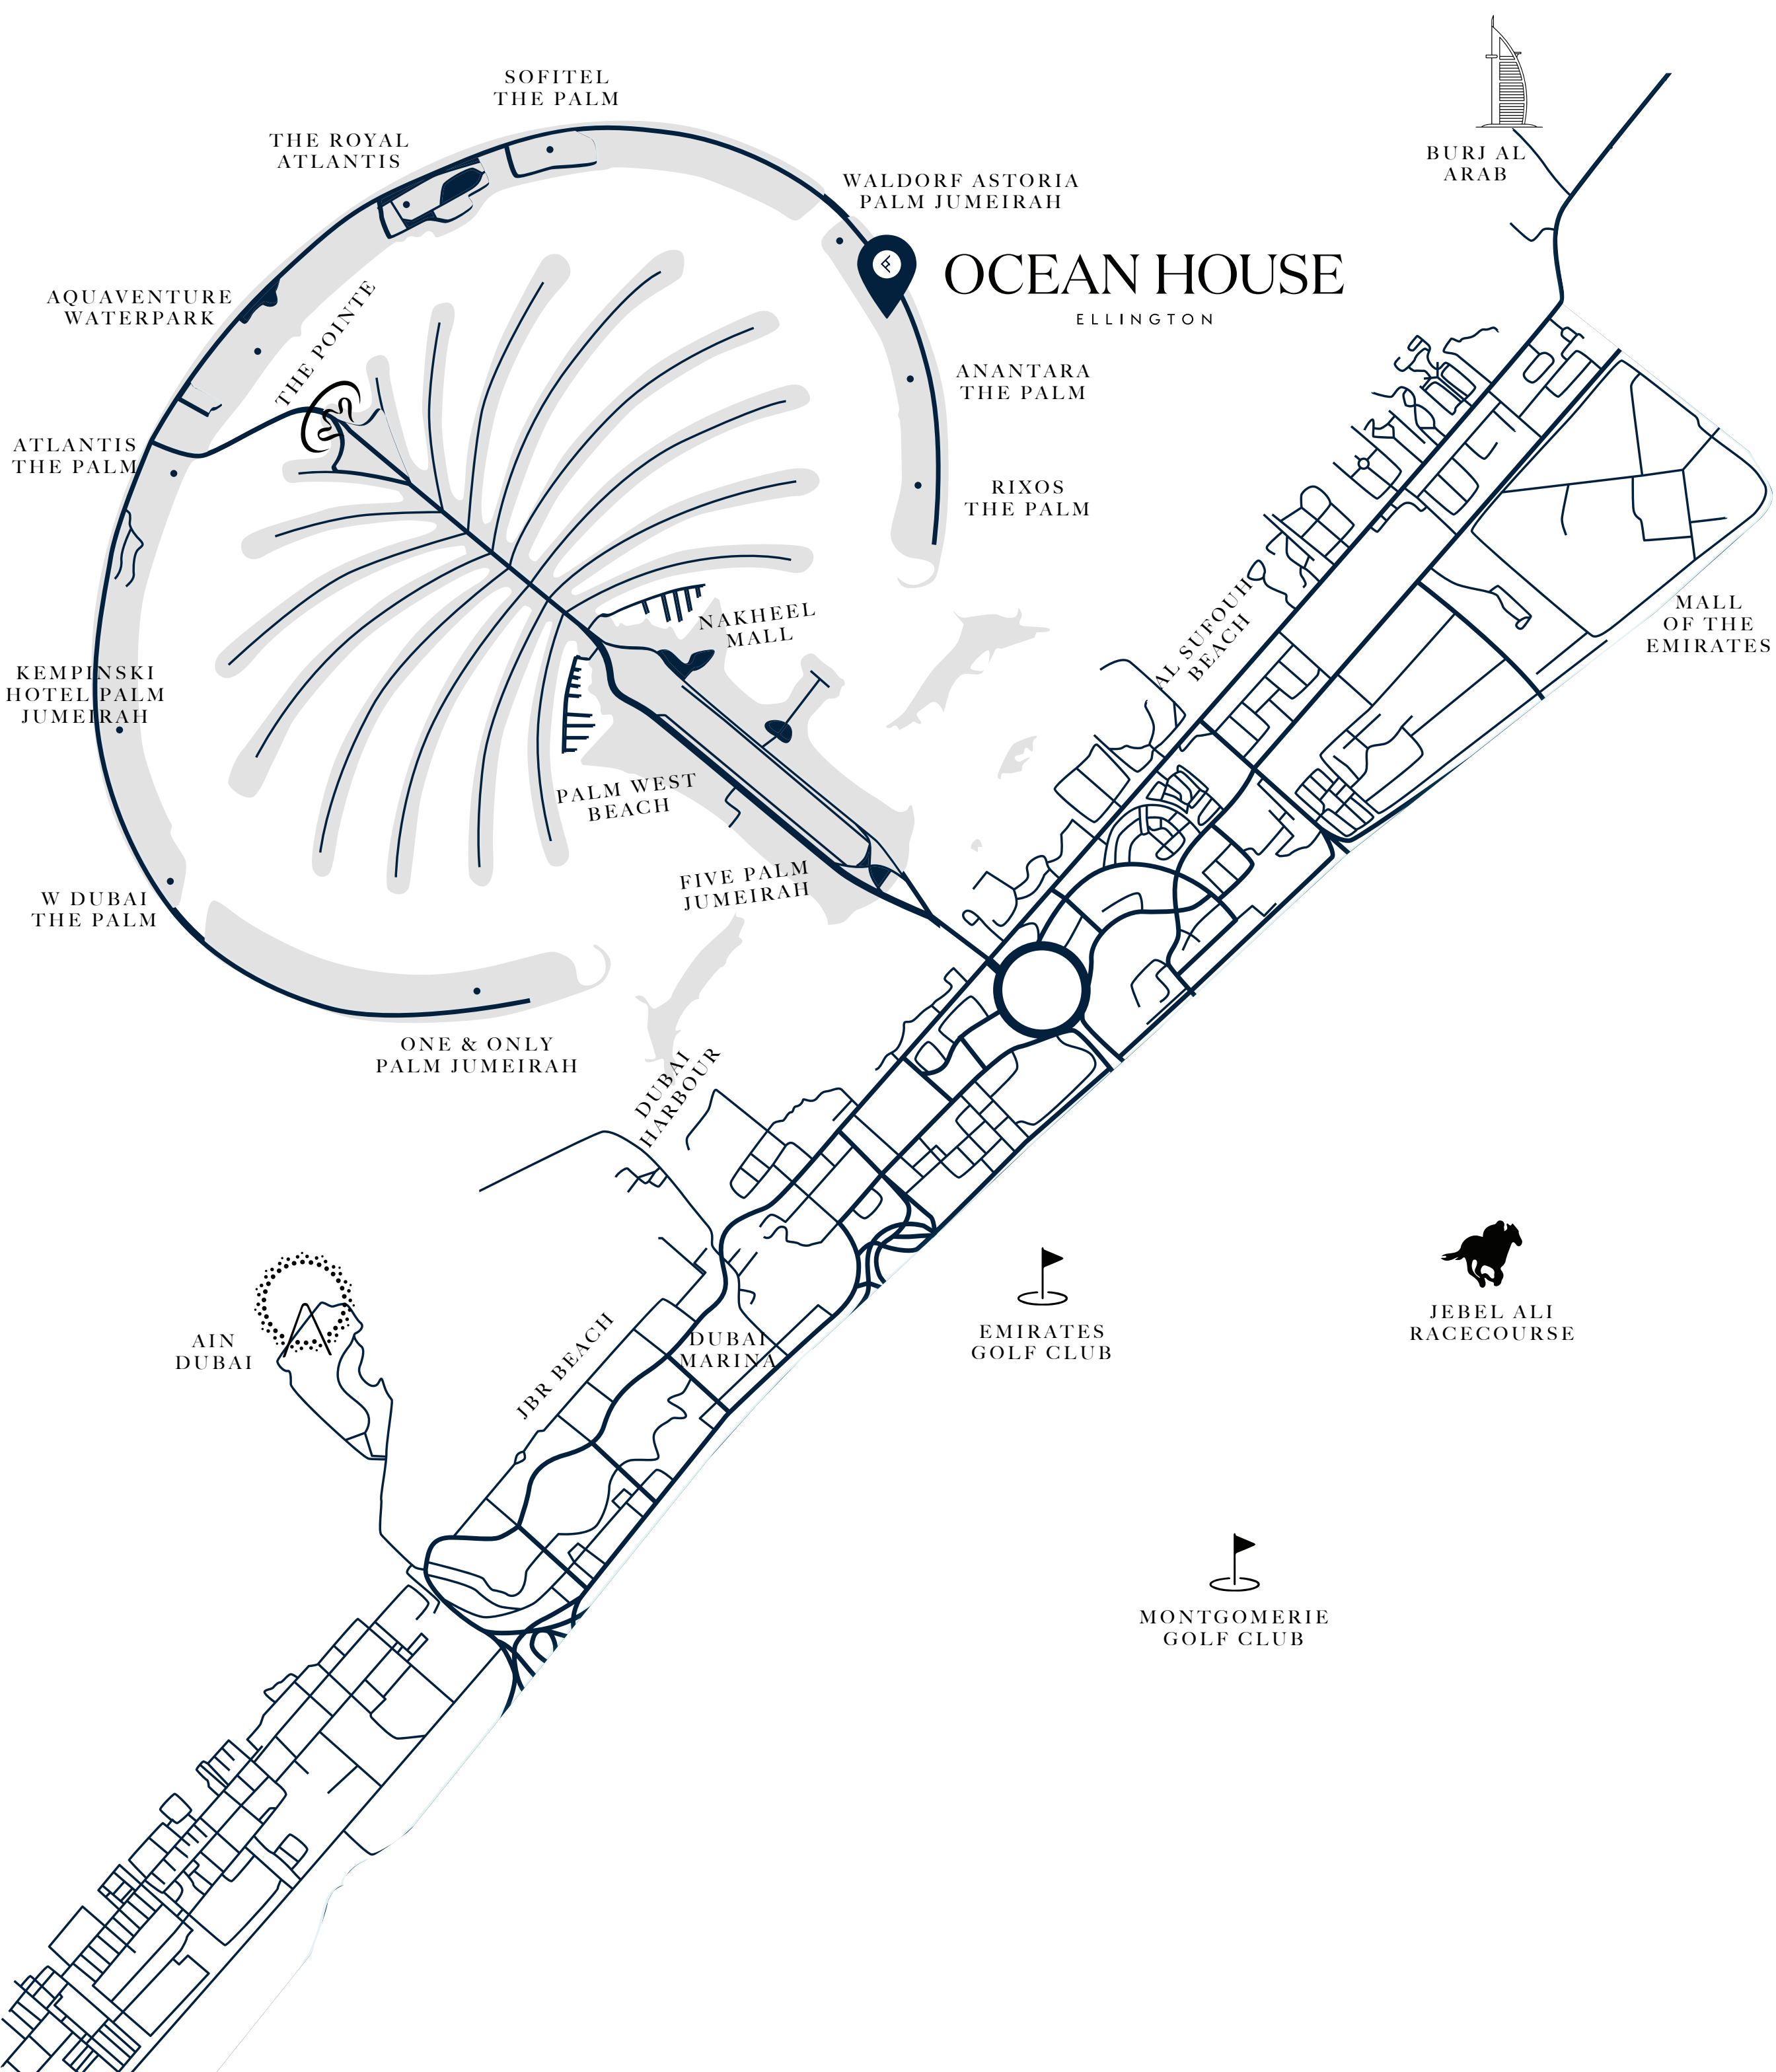 SOFITEL
THE PALM
THE ROYAL
ATLANTIS
BURJ AL
ARAB
WALDORF ASTORIA
PALM JUMEIRAH
OCEAN HOUSE
ELLINGTON
AQUAVENTURE
WATERPARK
THE POINTE
ANANTARA
THE PALM
ATLANTIS
THE PALM
RIXOS
THE PALM
NAKHEEL
MALL
AL SUFOUH
BEACH
MALL
OF THE
EMIRATES
KEMPINSKI
HOTEL PALM
JUMEIRAH
PALM WEST
BEACH
FIVE PALM
JUMEIRAH
W DUBAI
THE PALM
ONE & ONLY
PALM JUMEIRAH
DUBAI
HARBOUR
AIN
DUBAI
JBR BEACH
DUBAI
MARINA
EMIRATES
GOLF CLUB
JEBEL ALI
RACECOURSE
MONTGOMERIE
GOLF CLUB